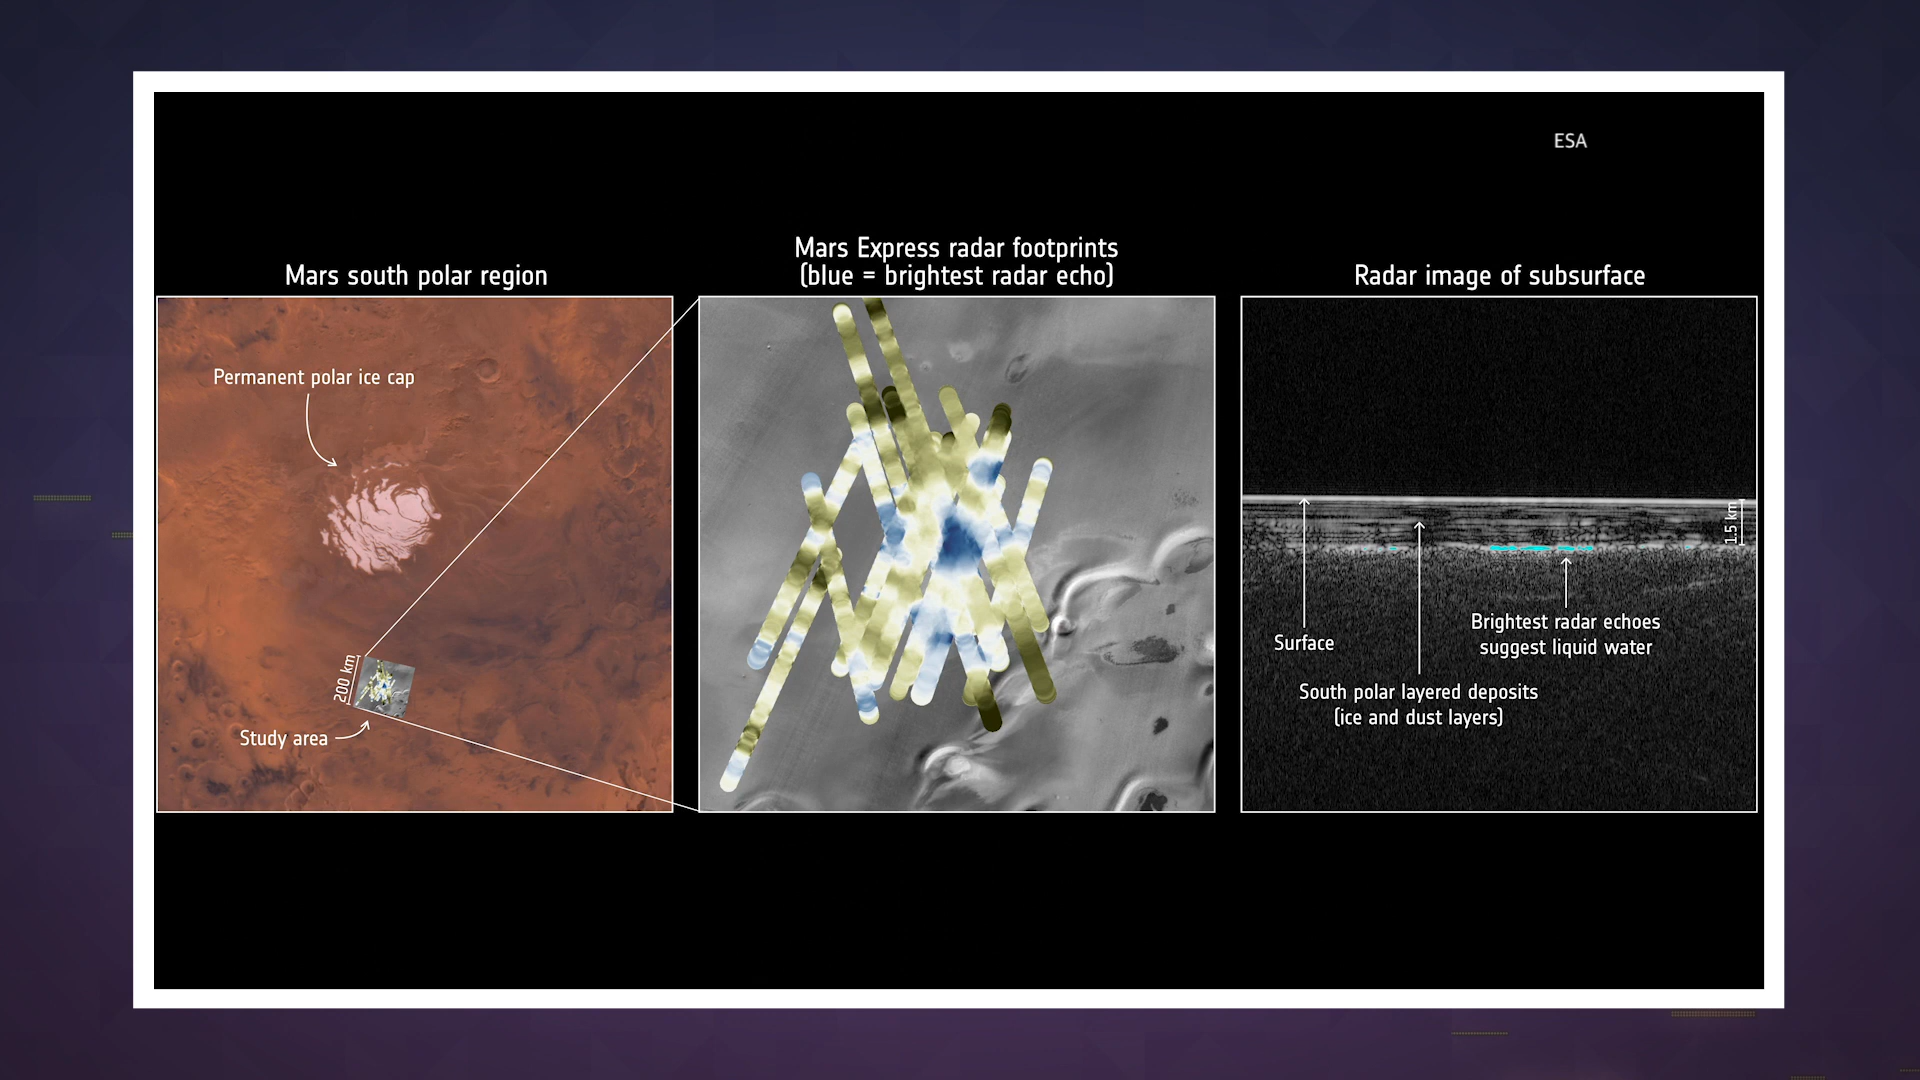 ESA
Mars south polar region
Permanent polar ice cap
200 km
Study area
Mars Express radar footprints
(blue = brightest radar echo)
Radar image of subsurface
1.5 km
Surface
Brightest radar echoes
suggest liquid water
South polar layered deposits
(ice and dust layers)